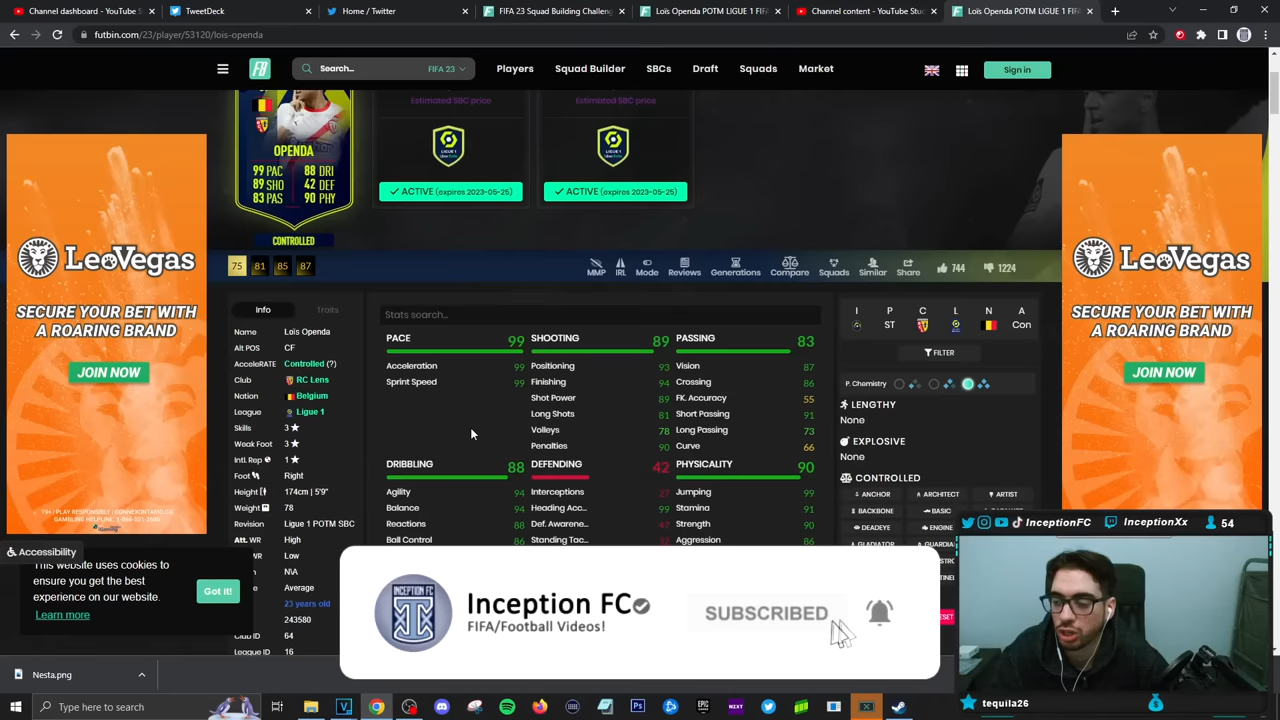 Channel dashboard - YouTube S
TweetDeck
Home / Twitter
FIFA 23 Squad Building Challeng
Loïs Openda POTM LIGUE 1 FIFA
Channel content - YouTube Stu
Loïs Openda POTM LIGUE 1 FIFA
futbin.com/23/player/53120/lois-openda
Search...
FIFA 23
Players
Squad Builder
SBCs
Draft
Squads
Market
Sign in
Estimated SBC price
Estimated SBC price
OPENDA
99 PAC 88 DRI
89 SHO 42 DEF
83 PAS 90 PHY
ACTIVE (expires 2023-05-25)
ACTIVE (expires 2023-05-25)
CONTROLLED
75 81 85 87
MMP
IRL
Mode
Reviews
Generations
Compare
Squads
Similar
Share
744
1224
LeoVegas
SECURE YOUR BET WITH
A ROARING BRAND
JOIN NOW
LeoVegas
SECURE YOUR BET WITH
A ROARING BRAND
JOIN NOW
Info
Traits
Name Loïs Openda
Alt POS CF
AcceleRATE Controlled (?)
Club RC Lens
Nation Belgium
League Ligue 1
Skills 3
Weak Foot 3
Intl. Rep 1
Foot Right
Height 174cm | 5'9"
Weight 78
Revision Ligue 1 POTM SBC
Att. WR High
Low
N\A
Average
23 years old
243580
Club ID 64
League ID 16
Stats search...
PACE 99
Acceleration 99
Sprint Speed 99
SHOOTING 89
Positioning 93
Finishing 94
Shot Power 89
Long Shots 81
Volleys 78
Penalties 90
PASSING 83
Vision 87
Crossing 86
FK. Accuracy 55
Short Passing 91
Long Passing 73
Curve 66
DRIBBLING 88
Agility 94
Balance 94
Reactions 88
Ball Control 86
DEFENDING 42
Interceptions 27
Heading Acc... 99
Def. Awarene... 47
Standing Tac... 32
PHYSICALITY 90
Jumping 99
Stamina 91
Strength 90
Aggression
I P C L N A
ST Con
FILTER
P. Chemistry
LENGTHY
None
EXPLOSIVE
None
CONTROLLED
ANCHOR
ARCHITECT
ARTIST
BACKBONE
BASIC
DEADEYE
ENGINE
GLADIATOR
Accessibility
This website uses cookies to
ensure you get the best
experience on our website.
Learn more
Got it!
Inception FC
FIFA/Football Videos!
SUBSCRIBED
InceptionFC
InceptionXx
54
tequila26
Nesta.png
Type here to search